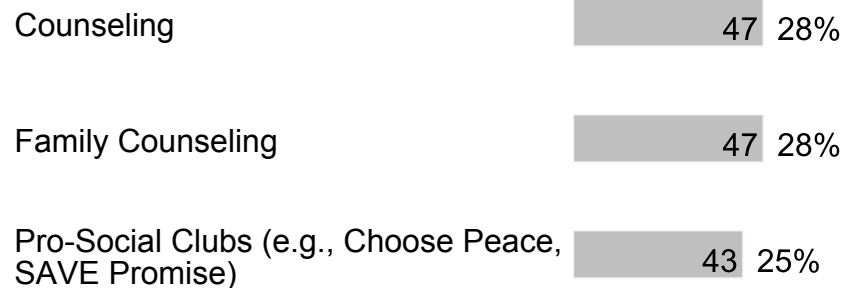 Counseling 47 28%
Family Counseling 47 28%
Pro-Social Clubs (e.g., Choose Peace,
SAVE Promise) 43 25%